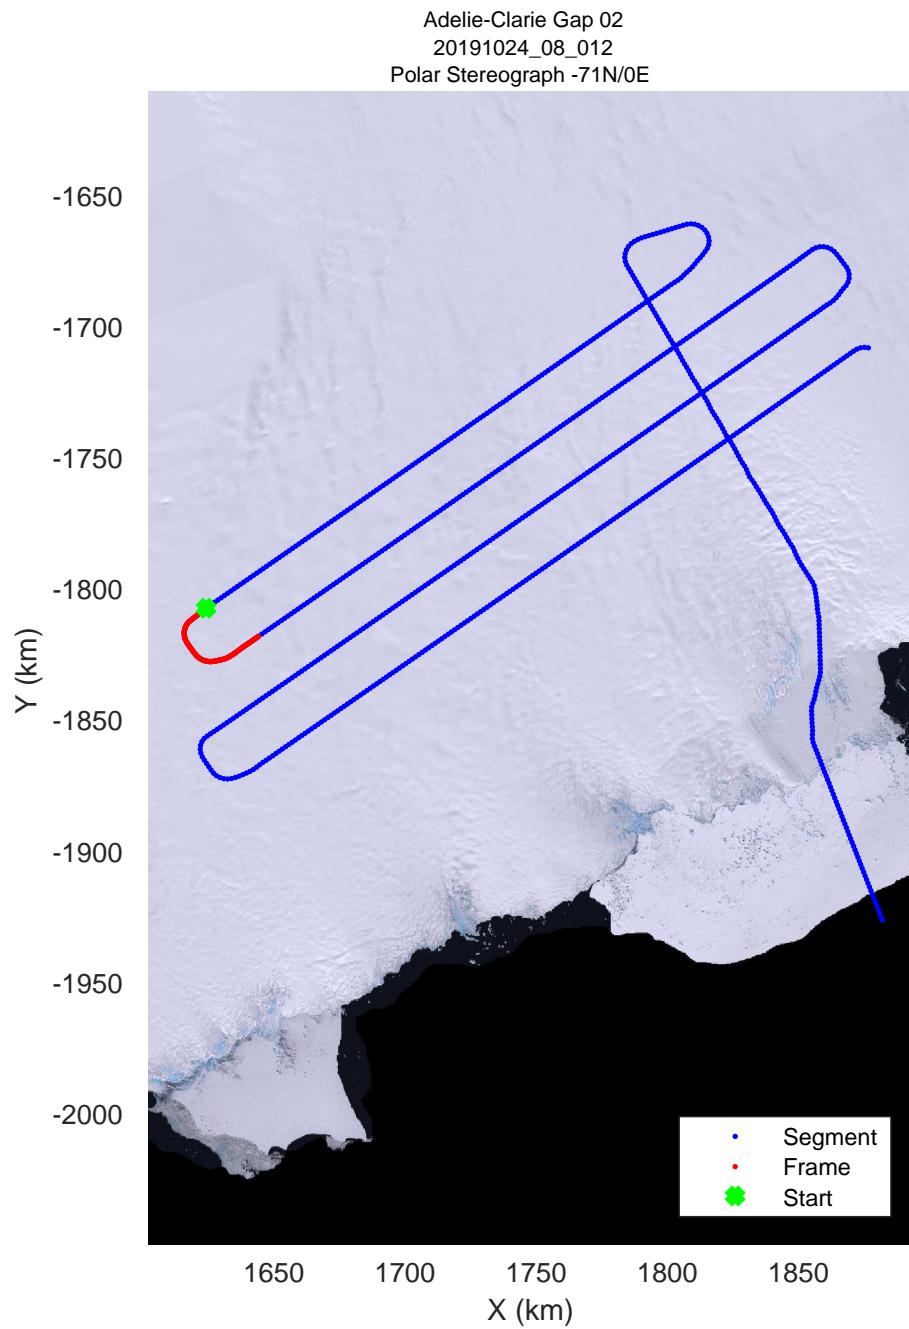 Adelie-Clarie Gap 02
20191024_08_012
Polar Stereograph -71N/0E
-1650
-1700
-1750
-1800
-1850
-1900
-1950
-2000
Y (km)
Segment
Frame
Start
1650
1700
1750
1800
1850
X (km)